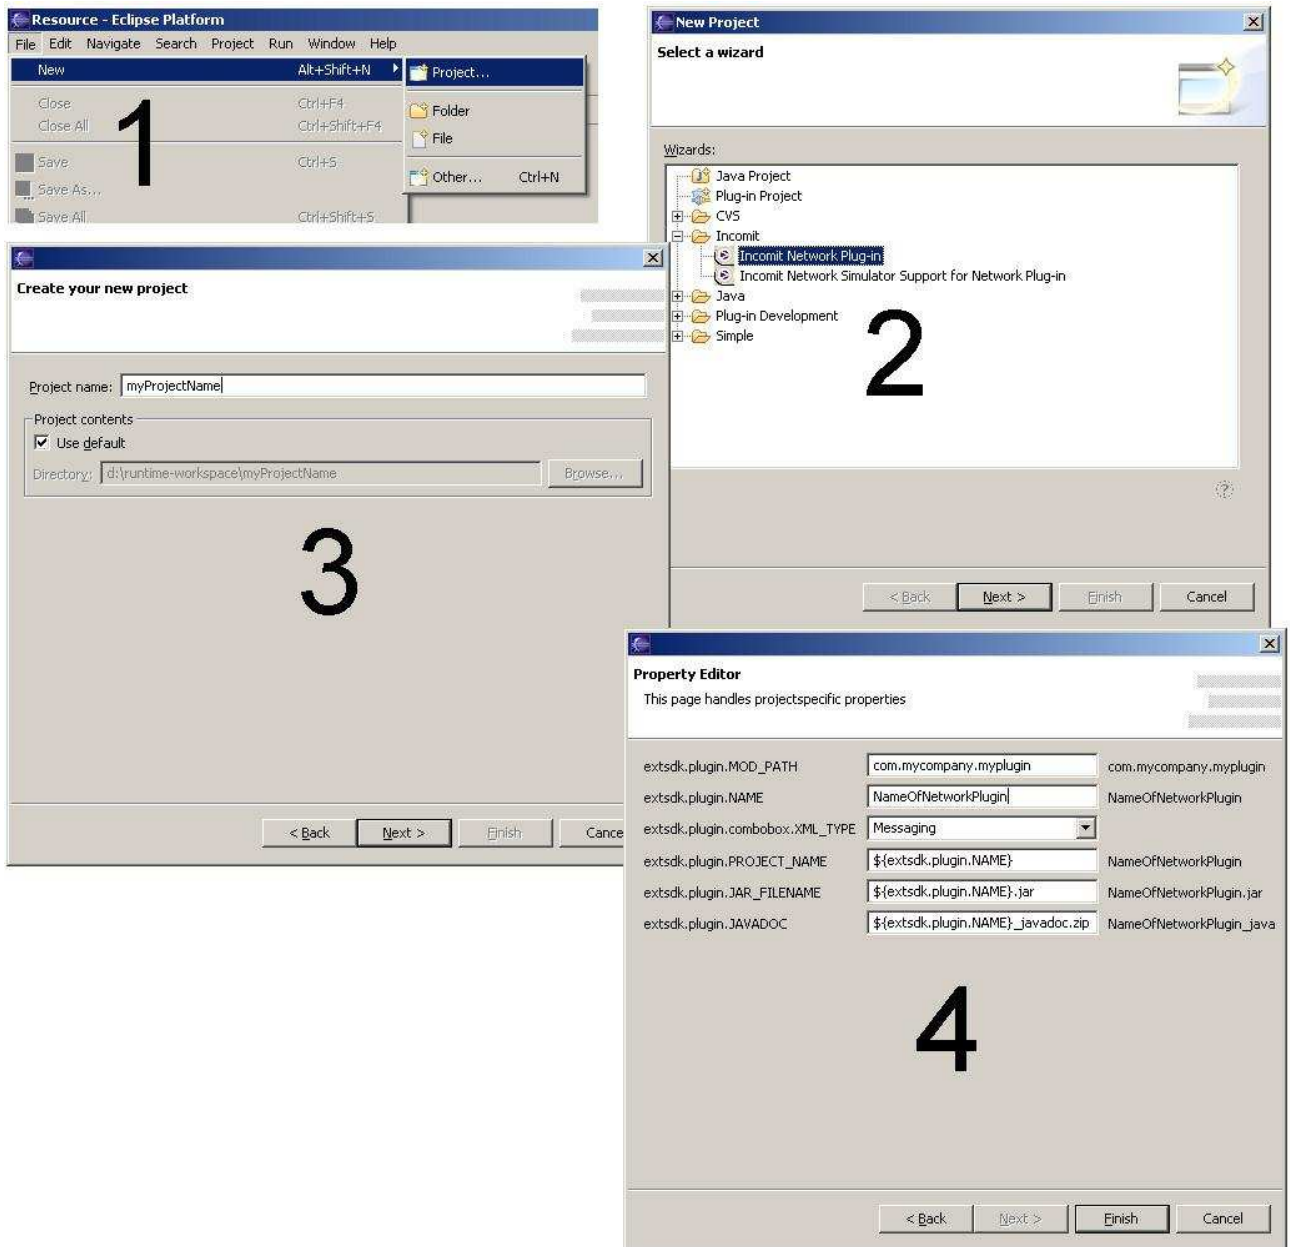 Resource - Eclipse Platform
File Edit Navigate Search Project Run Window Help
New Alt+Shift+N
Project...
Close Ctrl+F4
Folder
Close All Ctrl+Shift+F4
File
Save Ctrl+S
Other... Ctrl+N
Save As...
Save All Ctrl+Shift+S
1
New Project
Select a wizard
Wizards:
Java Project
Plug-in Project
CVS
Incomit
Incomit Network Plug-in
Incomit Network Simulator Support for Network Plug-in
Java
Plug-in Development
Simple
2
< Back Next > Finish Cancel
Create your new project
Project name: myProjectName
Project contents
Use default
Directory: d:\runtime-workspace\myProjectName Browse...
3
< Back Next > Finish Cance
Property Editor
This page handles projectspecific properties
extsdk.plugin.MOD_PATH com.mycompany.myplugin com.mycompany.myplugin
extsdk.plugin.NAME NameOfNetworkPlugin NameOfNetworkPlugin
extsdk.plugin.combobox.XML_TYPE Messaging
extsdk.plugin.PROJECT_NAME ${extsdk.plugin.NAME} NameOfNetworkPlugin
extsdk.plugin.JAR_FILENAME ${extsdk.plugin.NAME}.jar NameOfNetworkPlugin.jar
extsdk.plugin.JAVADOC ${extsdk.plugin.NAME}_javadoc.zip NameOfNetworkPlugin_java
4
< Back Next > Finish Cancel